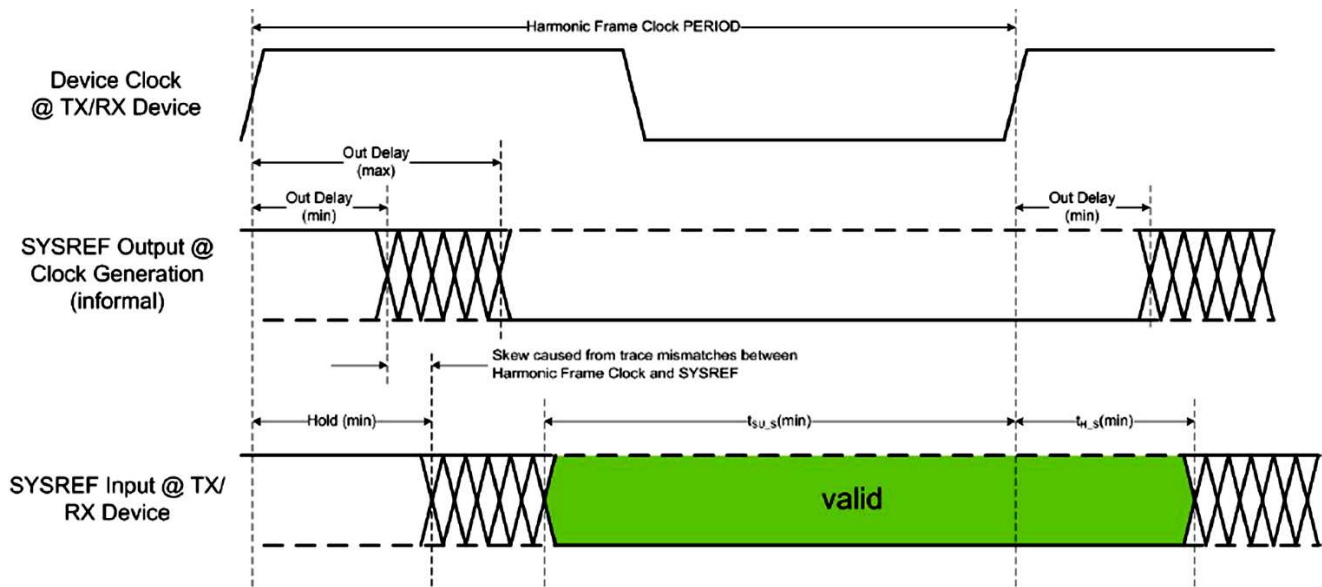 Harmonic Frame Clock PERIOD
Device Clock
@ TX/RX Device
Out Delay
(max)
Out Delay
(min)
Out Delay
(min)
SYSREF Output @
Clock Generation
(informal)
Skew caused from trace mismatches between
Harmonic Frame Clock and SYSREF
Hold (min)
tSU_S(min)
tH_S(min)
SYSREF Input @ TX/
RX Device
valid